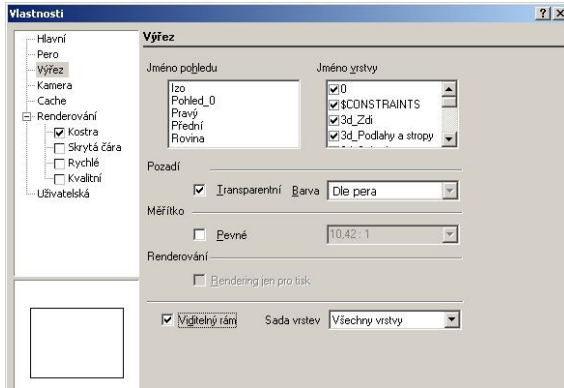 Vlastnosti
Hlavní
Pero
Výřez
Kamera
Cache
Renderování
Kostra
Skrytá čára
Rychlé
Kvalitní
Uživatelská
Výřez
Jméno pohledu
Izo
Pohled_0
Pravý
Přední
Rovina
Jméno vrstvy
0
$CONSTRAINTS
3d_Zdi
3d_Podlahy a stropy
Pozadí
Transparentní Barva Dle pera
Měřítko
Pevné 10,42 : 1
Renderování
Rendering jen pro tisk
Viditelný rám Sada vrstev Všechny vrstvy